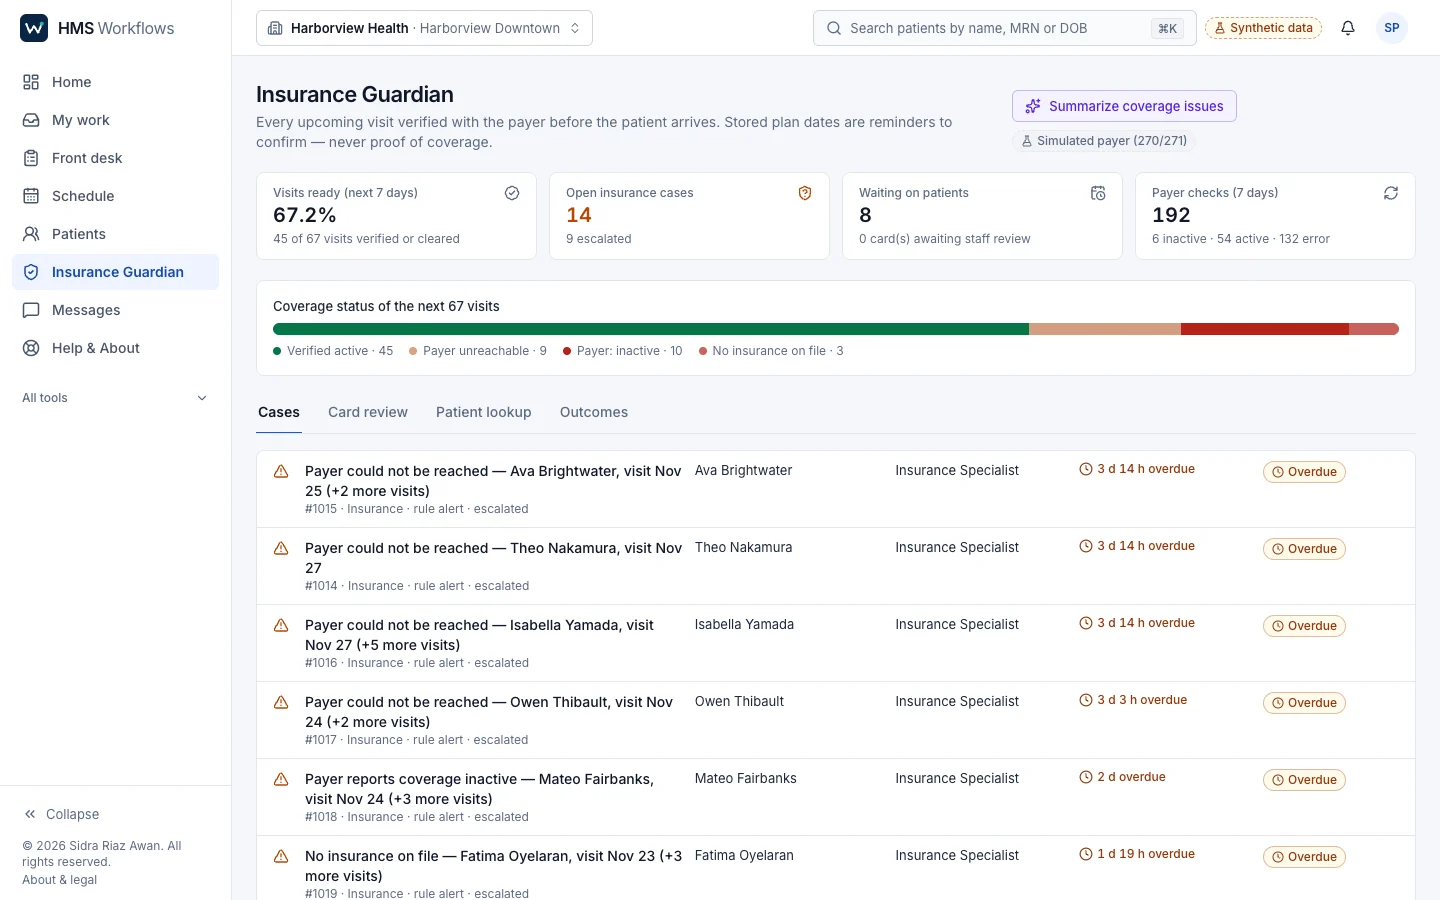 HMS Workflows
Harborview Health · Harborview Downtown
Search patients by name, MRN or DOB
⌘K
Synthetic data
SP
Home
My work
Front desk
Schedule
Patients
Insurance Guardian
Messages
Help & About
All tools
Collapse
© 2026 Sidra Riaz Awan. All
rights reserved.
About & legal
Insurance Guardian
Every upcoming visit verified with the payer before the patient arrives. Stored plan dates are reminders to
confirm — never proof of coverage.
Summarize coverage issues
Simulated payer (270/271)
Visits ready (next 7 days)
67.2%
45 of 67 visits verified or cleared
Open insurance cases
14
9 escalated
Waiting on patients
8
0 card(s) awaiting staff review
Payer checks (7 days)
192
6 inactive · 54 active · 132 error
Coverage status of the next 67 visits
Verified active · 45
Payer unreachable · 9
Payer: inactive · 10
No insurance on file · 3
Cases
Card review
Patient lookup
Outcomes
Payer could not be reached — Ava Brightwater, visit Nov
25 (+2 more visits)
#1015 · Insurance · rule alert · escalated
Ava Brightwater
Insurance Specialist
3 d 14 h overdue
Overdue
Payer could not be reached — Theo Nakamura, visit Nov
27
#1014 · Insurance · rule alert · escalated
Theo Nakamura
Insurance Specialist
3 d 14 h overdue
Overdue
Payer could not be reached — Isabella Yamada, visit
Nov 27 (+5 more visits)
#1016 · Insurance · rule alert · escalated
Isabella Yamada
Insurance Specialist
3 d 14 h overdue
Overdue
Payer could not be reached — Owen Thibault, visit Nov
24 (+2 more visits)
#1017 · Insurance · rule alert · escalated
Owen Thibault
Insurance Specialist
3 d 3 h overdue
Overdue
Payer reports coverage inactive — Mateo Fairbanks,
visit Nov 24 (+3 more visits)
#1018 · Insurance · rule alert · escalated
Mateo Fairbanks
Insurance Specialist
2 d overdue
Overdue
No insurance on file — Fatima Oyelaran, visit Nov 23 (+3
more visits)
#1019 · Insurance · rule alert · escalated
Fatima Oyelaran
Insurance Specialist
1 d 19 h overdue
Overdue